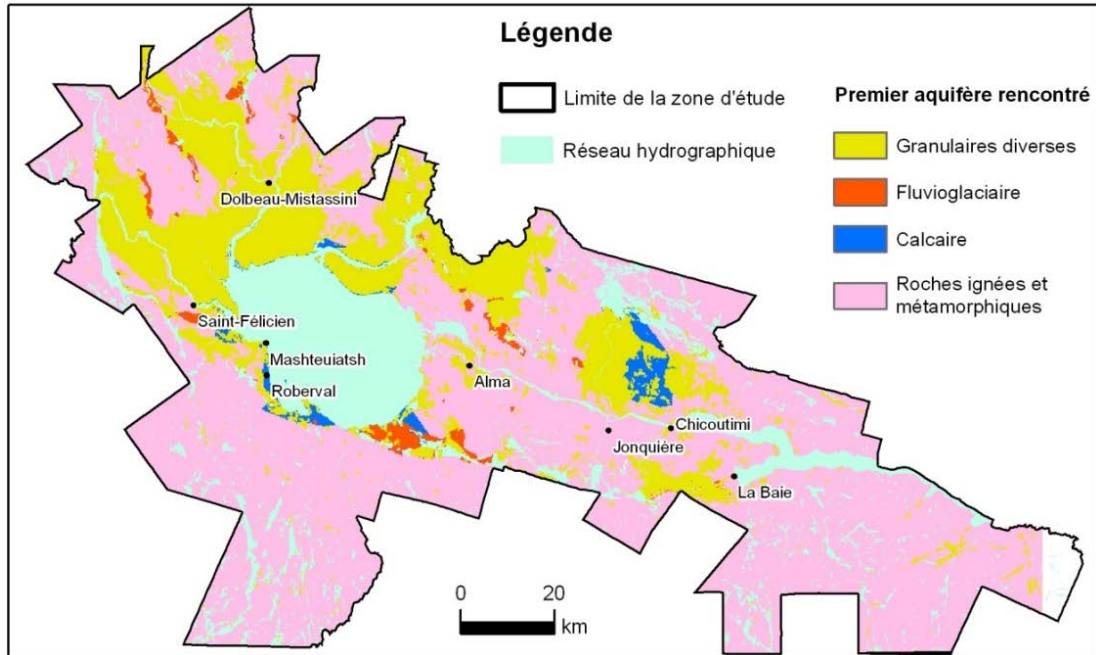 Légende
Limite de la zone d'étude
Réseau hydrographique
Premier aquifère rencontré
Granulaires diverses
Fluvioglaciaire
Calcaire
Roches ignées et
métamorphiques
Dolbeau-Mistassini
Saint-Félicien
Mashteuiatsh
Roberval
Alma
Chicoutimi
Jonquiére
La Baie
0 20
km